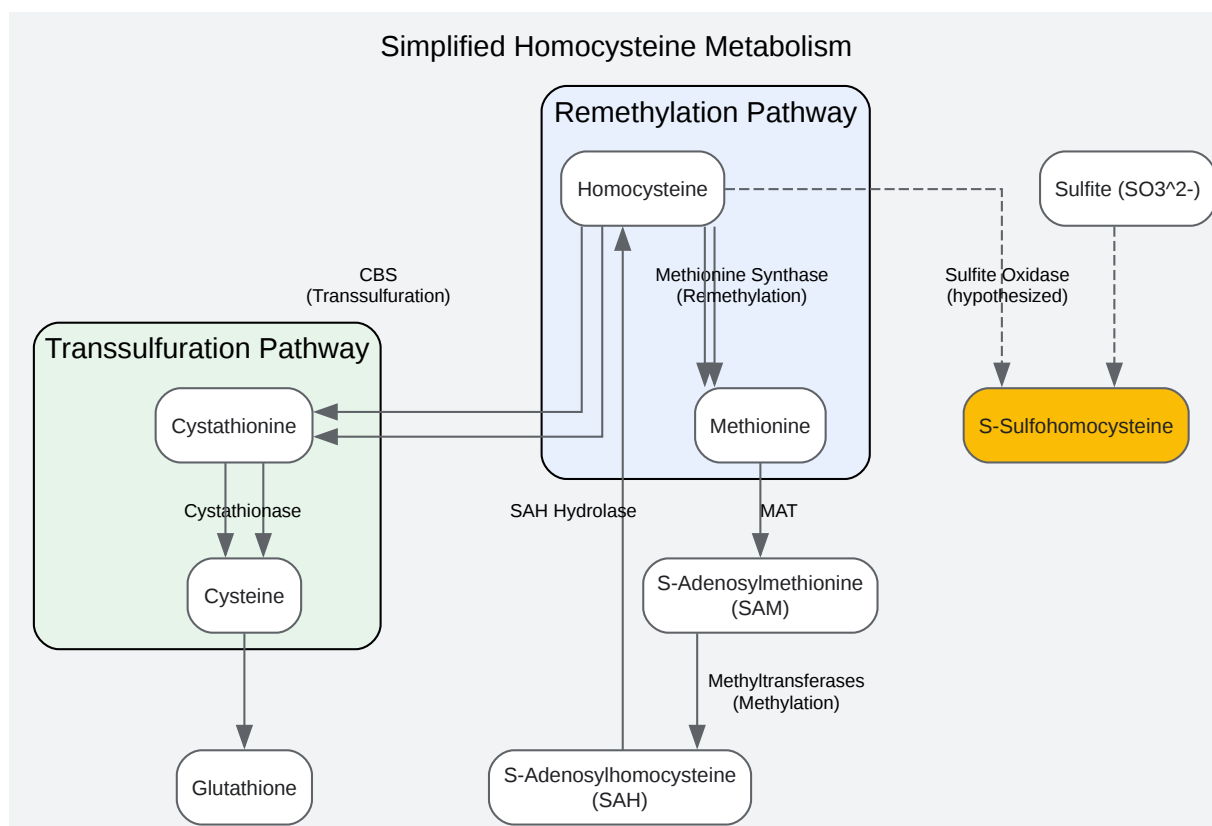 Simplified Homocysteine Metabolism
Remethylation Pathway
Homocysteine
Sulfite (SO3^2-)
CBS
(Transsulfuration)
Methionine Synthase
(Remethylation)
Sulfite Oxidase
(hypothesized)
Transsulfuration Pathway
Cystathionine
Methionine
S-Sulfohomocysteine
Cystathionase
SAH Hydrolase
MAT
Cysteine
S-Adenosylmethionine
(SAM)
Methyltransferases
(Methylation)
Glutathione
S-Adenosylhomocysteine
(SAH)